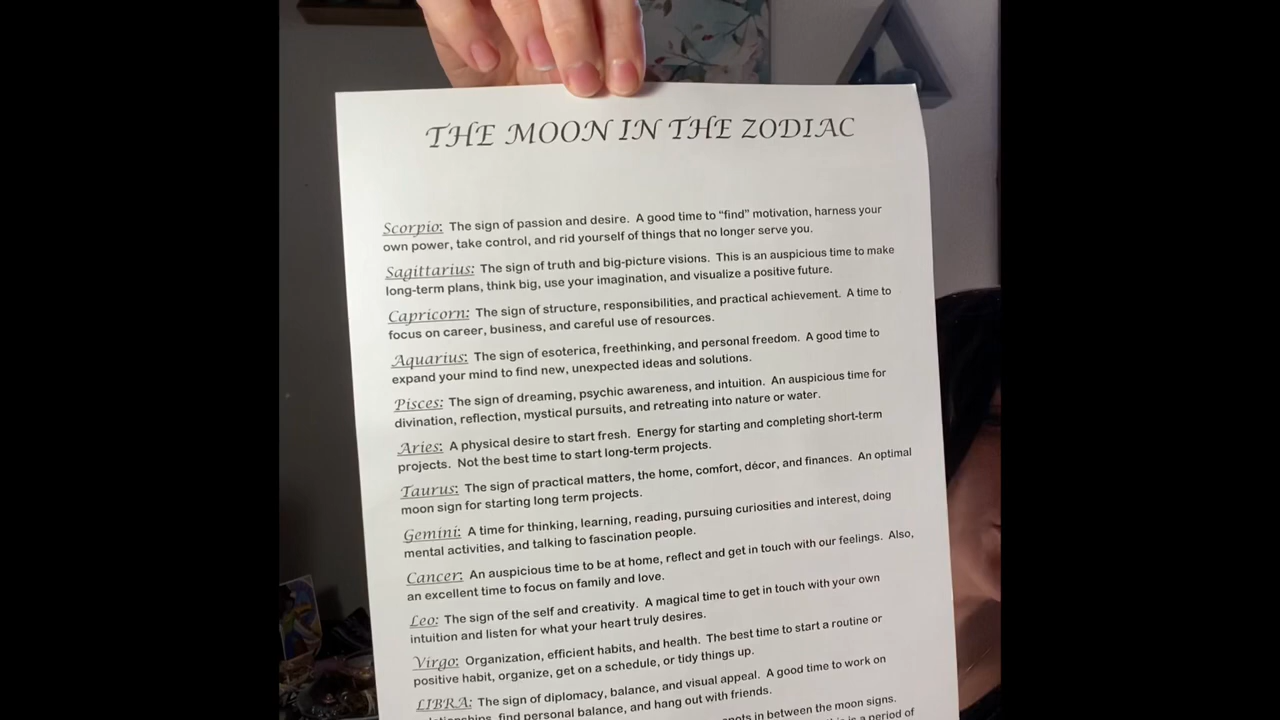 THE MOON IN THE ZODIAC
Scorpio: The sign of passion and desire. A good time to “find” motivation, harness your
own power, take control, and rid yourself of things that no longer serve you.
Sagittarius: The sign of truth and big-picture visions. This is an auspicious time to make
long-term plans, think big, use your imagination, and visualize a positive future.
Capricorn: The sign of structure, responsibilities, and practical achievement. A time to
focus on career, business, and careful use of resources.
Aquarius: The sign of esoterica, freethinking, and personal freedom. A good time to
expand your mind to find new, unexpected ideas and solutions.
Pisces: The sign of dreaming, psychic awareness, and intuition. An auspicious time for
divination, reflection, mystical pursuits, and retreating into nature or water.
Aries: A physical desire to start fresh. Energy for starting and completing short-term
projects. Not the best time to start long-term projects.
Taurus: The sign of practical matters, the home, comfort, décor, and finances. An optimal
moon sign for starting long term projects.
Gemini: A time for thinking, learning, reading, pursuing curiosities and interest, doing
mental activities, and talking to fascination people.
Cancer: An auspicious time to be at home, reflect and get in touch with our feelings. Also,
an excellent time to focus on family and love.
Leo: The sign of the self and creativity. A magical time to get in touch with your own
intuition and listen for what your heart truly desires.
Virgo: Organization, efficient habits, and health. The best time to start a routine or
positive habit, organize, get on a schedule, or tidy things up.
LIBRA: The sign of diplomacy, balance, and visual appeal. A good time to work on
find personal balance, and hang out with friends.
in between the moon signs.
is a period of